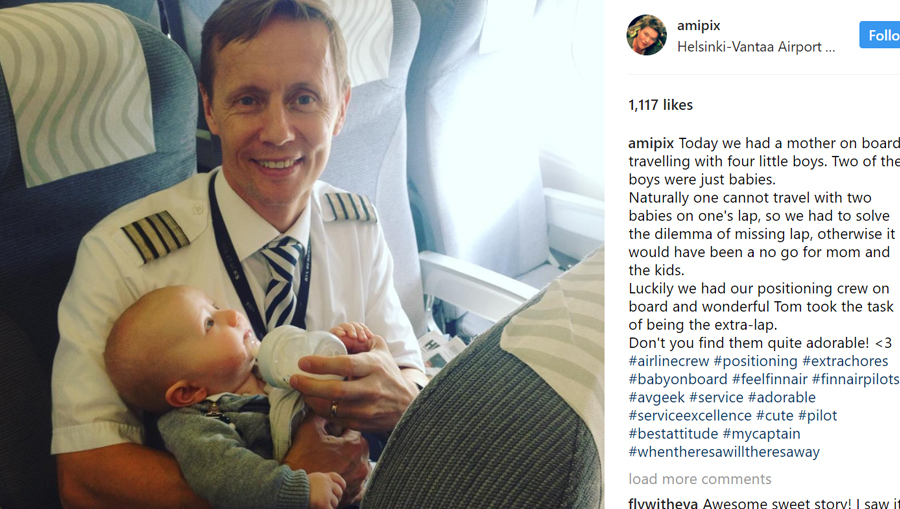 amipix
Helsinki-Vantaa Airport ...
Follo
1,117 likes
amipix Today we had a mother on board
travelling with four little boys. Two of the
boys were just babies.
Naturally one cannot travel with two
babies on one's lap, so we had to solve
the dilemma of missing lap, otherwise it
would have been a no go for mom and
the kids.
Luckily we had our positioning crew on
board and wonderful Tom took the task
of being the extra-lap.
Don't you find them quite adorable! <3
#airlinecrew #positioning #extrachores
#babyonboard #feelfinnair #finnairpilots
#avgeek #service #adorable
#serviceexcellence #cute #pilot
#bestattitude #mycaptain
#whentheresawilltheresaway
load more comments
flywitheva Awesome sweet story! I saw it